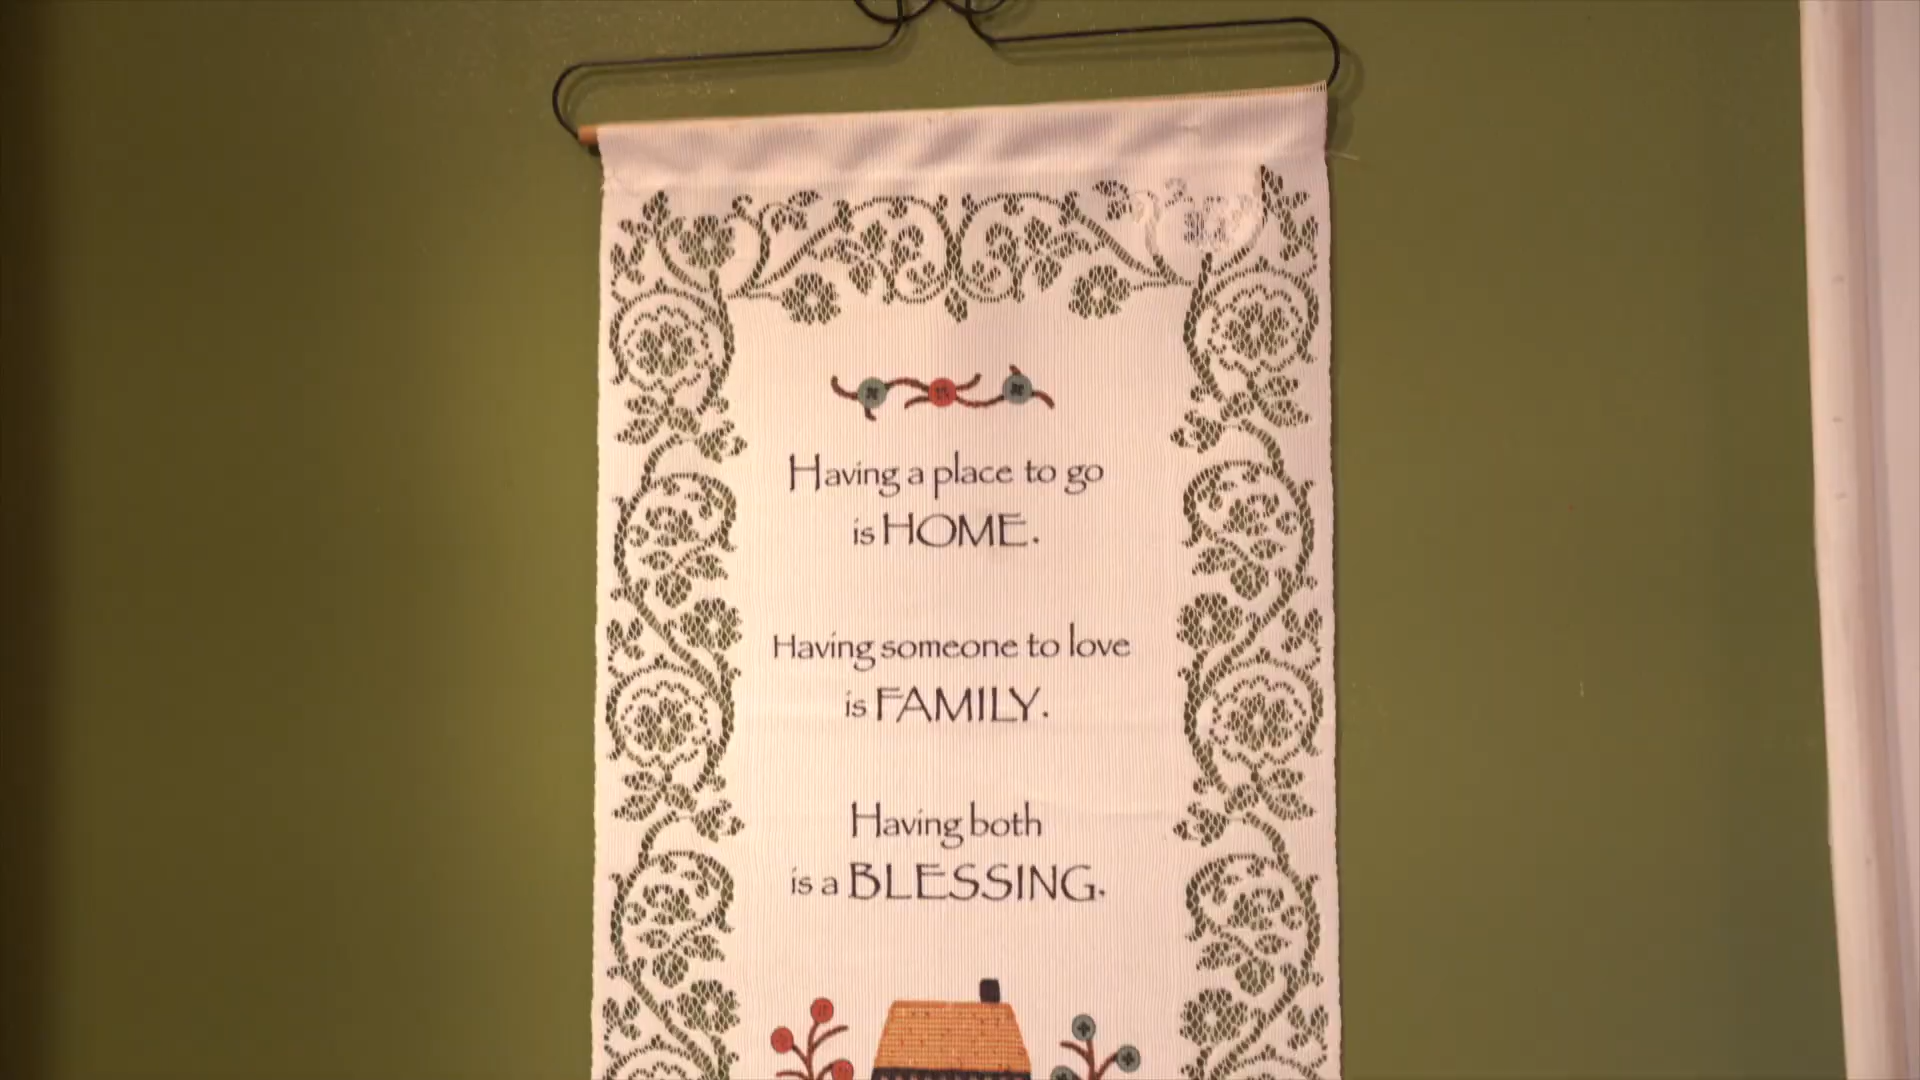 Having a place to go
is HOME.
Having someone to love
is FAMILY.
Having both
is a BLESSING.